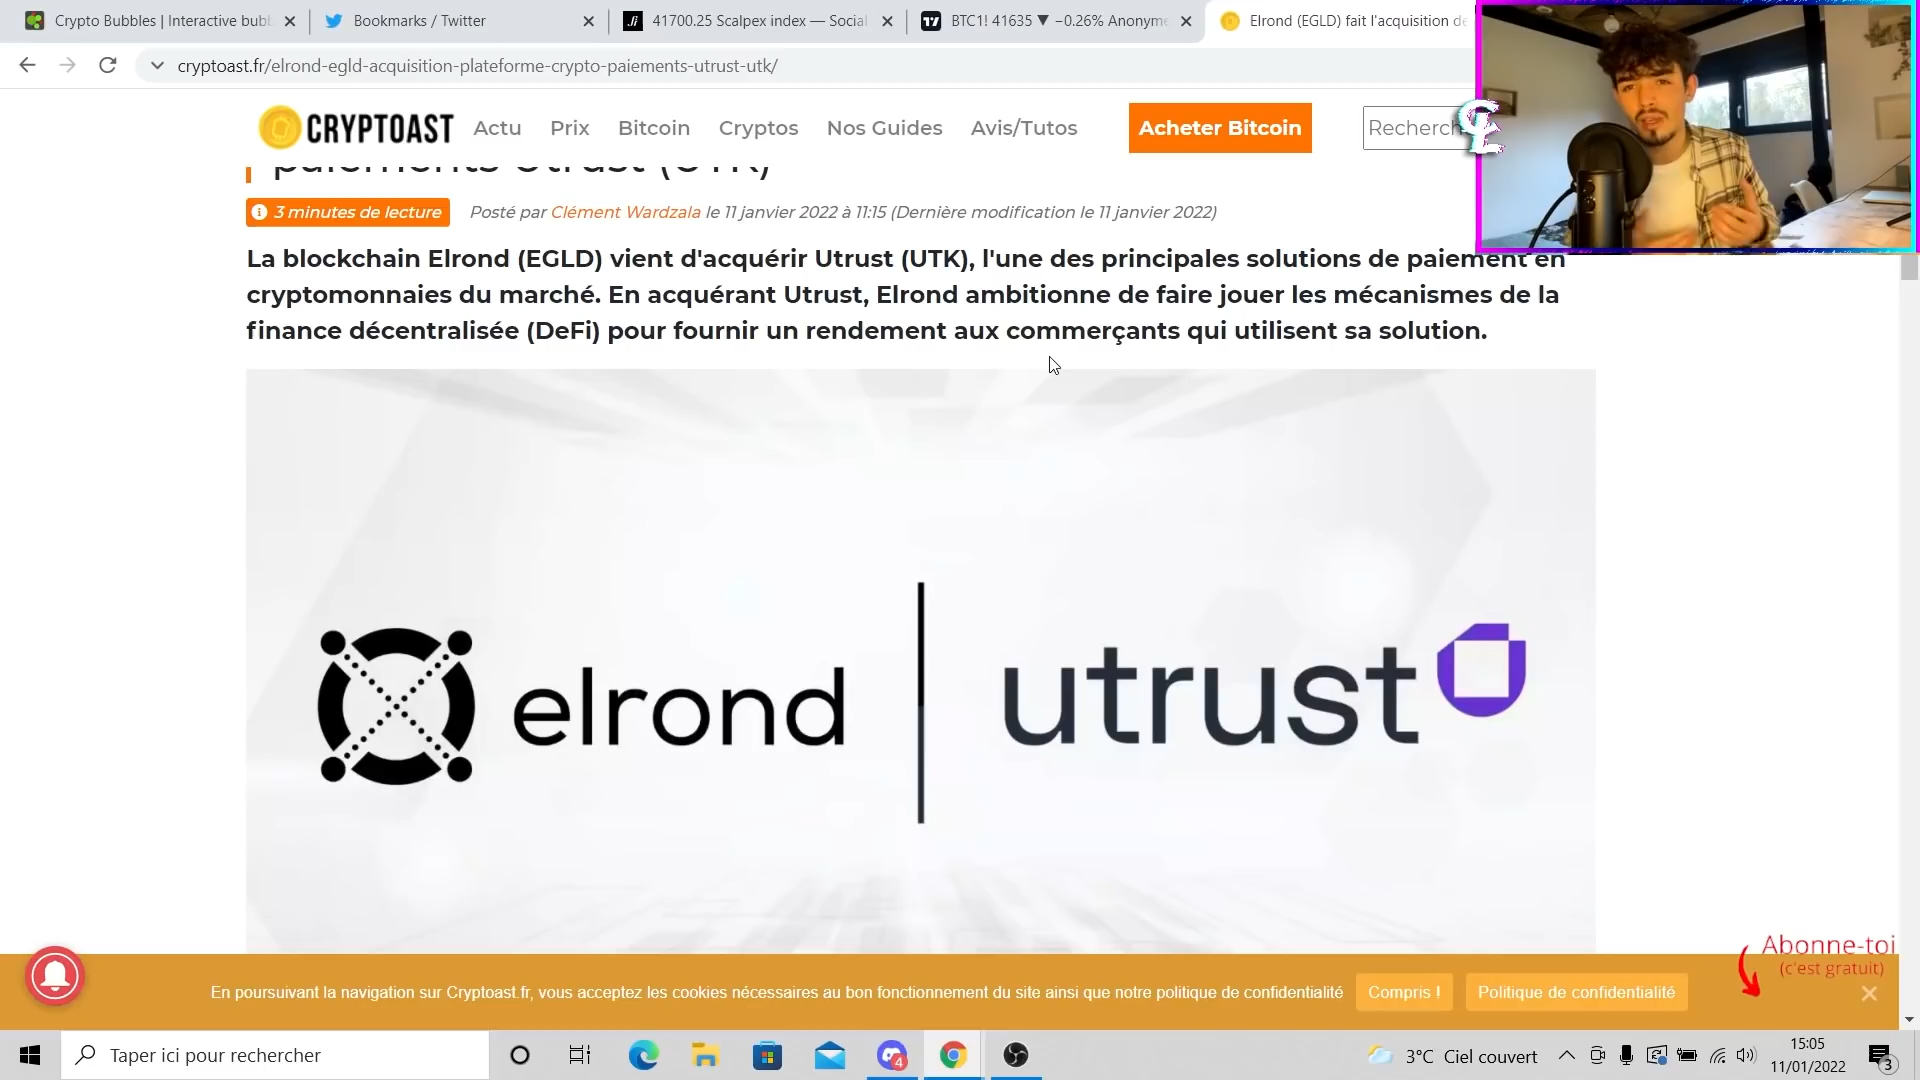 Crypto Bubbles | Interactive bubb
Bookmarks / Twitter
41700.25 Scalpex index — Social
BTC1! 41635 ▼ −0.26% Anonyme
Elrond (EGLD) fait l'acquisition de
cryptoast.fr/elrond-egld-acquisition-plateforme-crypto-paiements-utrust-utk/
CRYPTOAST
Actu
Prix
Bitcoin
Cryptos
Nos Guides
Avis/Tutos
Acheter Bitcoin
Recherch
paiements Utrust (UTK)
3 minutes de lecture
Posté par Clément Wardzala le 11 janvier 2022 à 11:15 (Dernière modification le 11 janvier 2022)
La blockchain Elrond (EGLD) vient d'acquérir Utrust (UTK), l'une des principales solutions de paiement en
cryptomonnaies du marché. En acquérant Utrust, Elrond ambitionne de faire jouer les mécanismes de la
finance décentralisée (DeFi) pour fournir un rendement aux commerçants qui utilisent sa solution.
elrond
utrust
Abonne-toi
(c'est gratuit)
En poursuivant la navigation sur Cryptoast.fr, vous acceptez les cookies nécessaires au bon fonctionnement du site ainsi que notre politique de confidentialité
Compris !
Politique de confidentialité
Taper ici pour rechercher
4
3°C Ciel couvert
15:05
11/01/2022
3